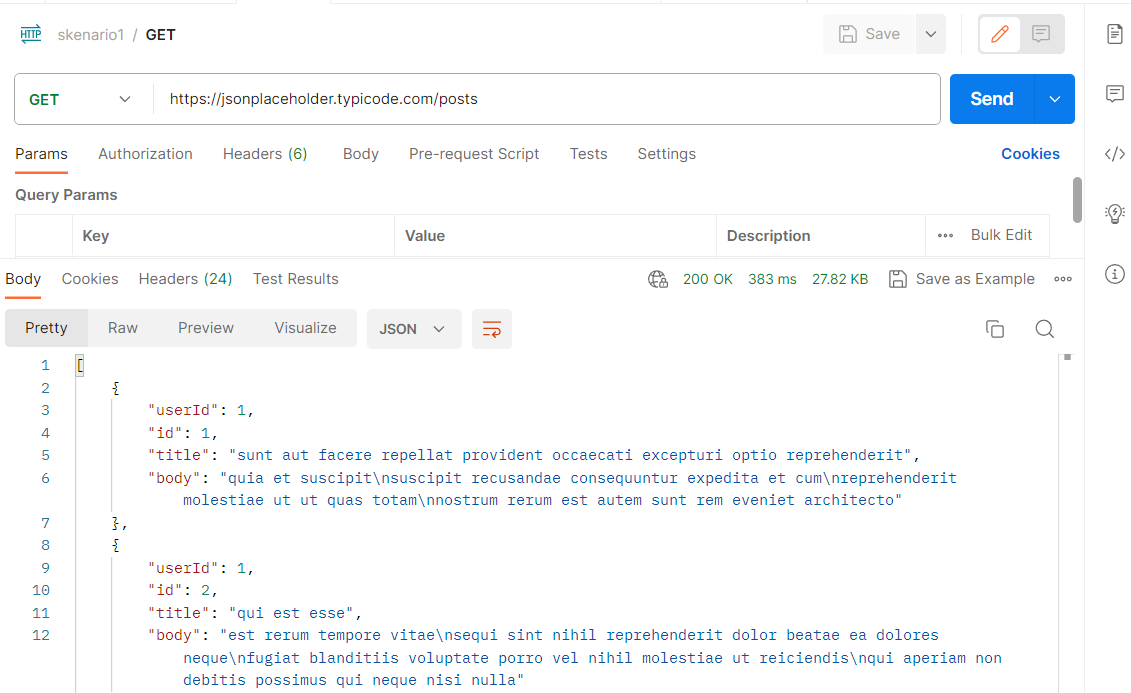 HTTP skenario1 / GET Save
GET https://jsonplaceholder.typicode.com/posts Send
Params Authorization Headers (6) Body Pre-request Script Tests Settings Cookies
Query Params
Key Value Description Bulk Edit
Body Cookies Headers (24) Test Results 200 OK 383 ms 27.82 KB Save as Example
Pretty Raw Preview Visualize JSON
1 [
2 {
3 "userId": 1,
4 "id": 1,
5 "title": "sunt aut facere repellat provident occaecati excepturi optio reprehenderit",
6 "body": "quia et suscipit\nsuscipit recusandae consequuntur expedita et cum\nreprehenderit
molestiae ut ut quas totam\nnostrum rerum est autem sunt rem eveniet architecto"
7 },
8 {
9 "userId": 1,
10 "id": 2,
11 "title": "qui est esse",
12 "body": "est rerum tempore vitae\nsequi sint nihil reprehenderit dolor beatae ea dolores
neque\nfugiat blanditiis voluptate porro vel nihil molestiae ut reiciendis\nqui aperiam non
debitis possimus qui neque nisi nulla"